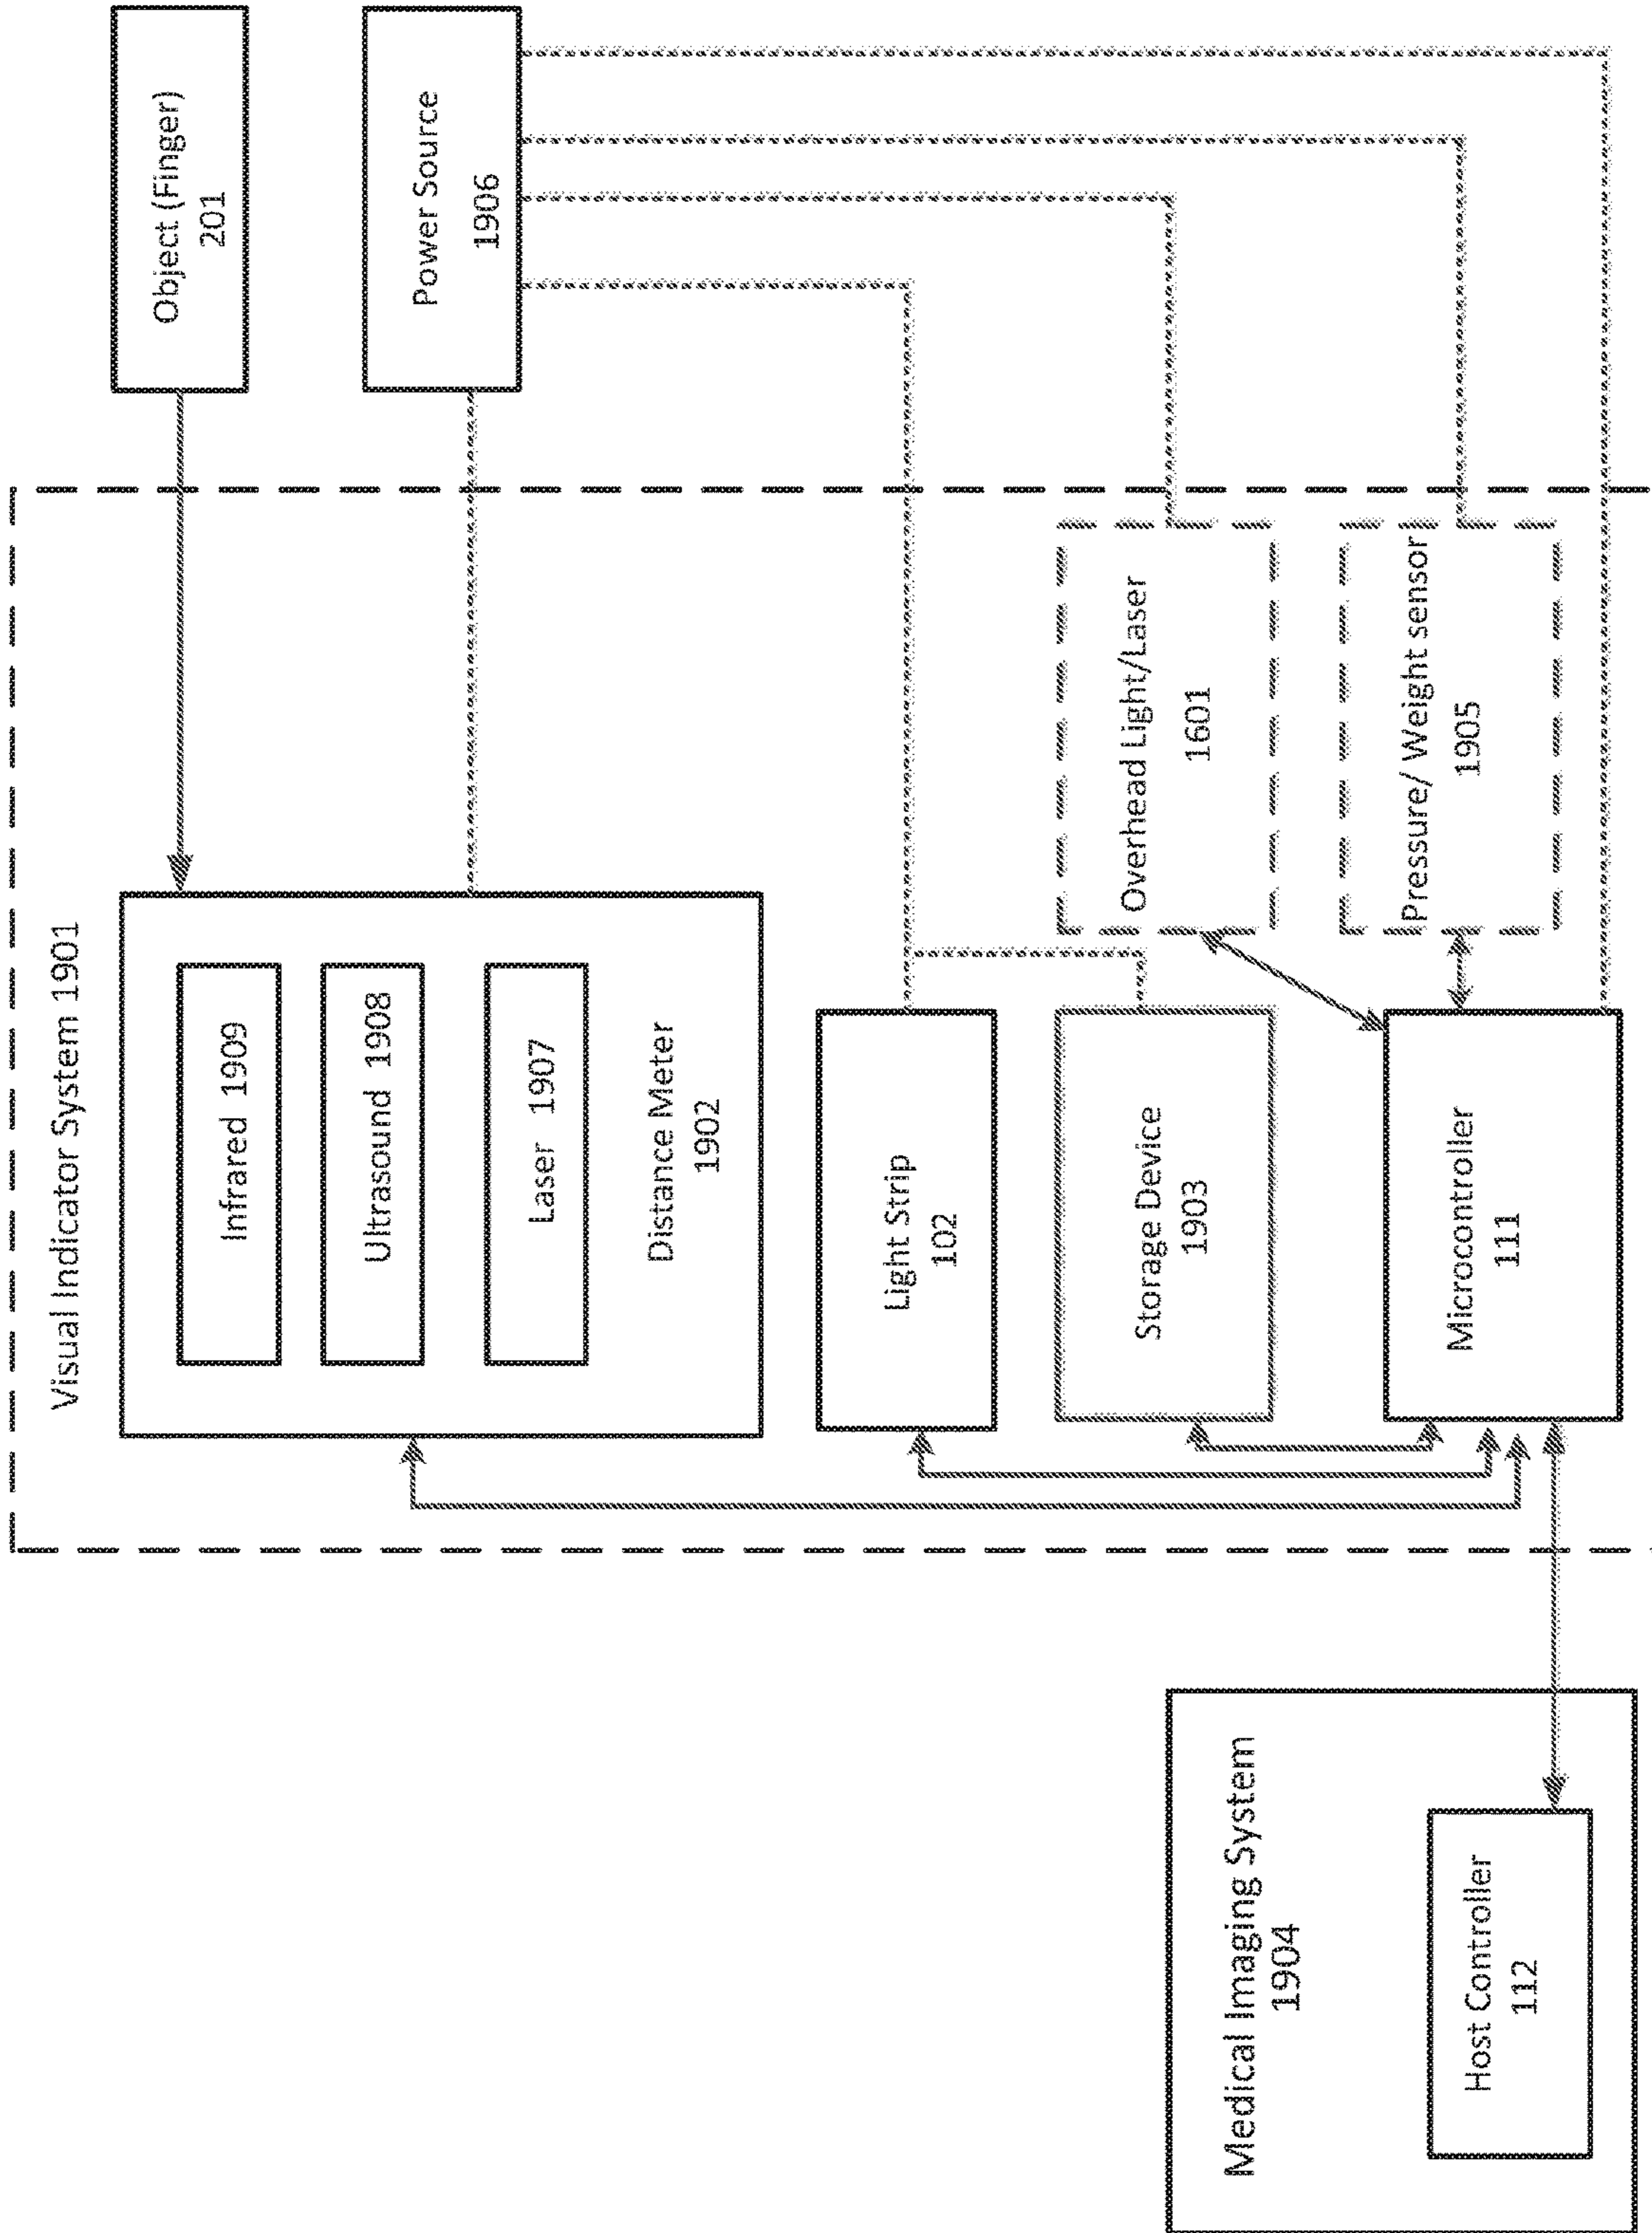 Visual Indicator System 1901
Object (Finger)
201
Infrared 1909
Ultrasound 1908
Laser 1907
Distance Meter
1902
Power Source
1906
Light Strip
102
Medical Imaging System
1904
Storage Device
1903
Overhead Light/Laser
1601
Host Controller
112
Microcontroller
111
Pressure/ Weight sensor
1905